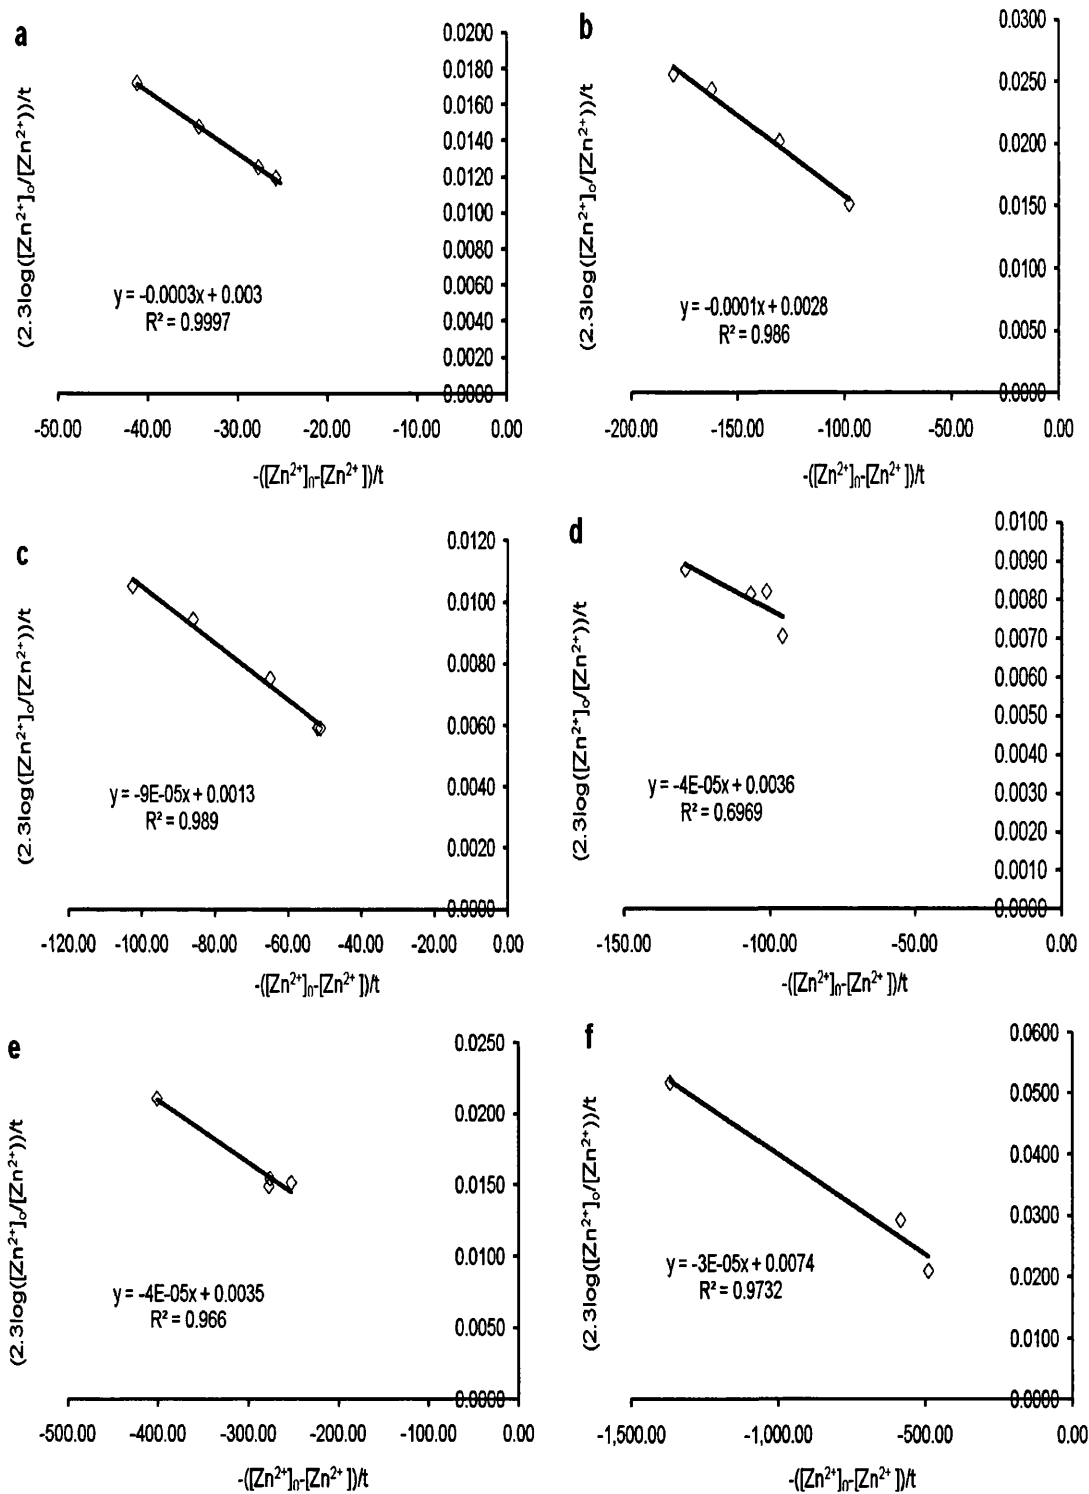 a
(2.3log([Zn²⁺]ₒ/[Zn²⁺))/t
0.0200
0.0180
0.0160
0.0140
0.0120
0.0100
0.0080
0.0060
0.0040
0.0020
0.0000
y = -0.0003x + 0.003
R² = 0.9997
-50.00 -40.00 -30.00 -20.00 -10.00 0.00
-([Zn²⁺]₀-[Zn²⁺ ])/t
b
(2.3log([Zn²⁺]ₒ/[Zn²⁺))/t
0.0300
0.0250
0.0200
0.0150
0.0100
0.0050
0.0000
y = -0.0001x + 0.0028
R² = 0.986
-200.00 -150.00 -100.00 -50.00 0.00
-([Zn²⁺]₀-[Zn²⁺ ])/t
c
(2.3log([Zn²⁺]ₒ/[Zn²⁺))/t
0.0120
0.0100
0.0080
0.0060
0.0040
0.0020
0.0000
y = -9E-05x + 0.0013
R² = 0.989
-120.00 -100.00 -80.00 -60.00 -40.00 -20.00 0.00
-([Zn²⁺]₀-[Zn²⁺ ])/t
d
(2.3log([Zn²⁺]ₒ/[Zn²⁺))/t
0.0100
0.0090
0.0080
0.0070
0.0060
0.0050
0.0040
0.0030
0.0020
0.0010
0.0000
y = -4E-05x + 0.0036
R² = 0.6969
-150.00 -100.00 -50.00 0.00
-([Zn²⁺]₀-[Zn²⁺ ])/t
e
(2.3log([Zn²⁺]ₒ/[Zn²⁺))/t
0.0250
0.0200
0.0150
0.0100
0.0050
0.0000
y = -4E-05x + 0.0035
R² = 0.966
-500.00 -400.00 -300.00 -200.00 -100.00 0.00
-([Zn²⁺]₀-[Zn²⁺ ])/t
f
(2.3log([Zn²⁺]ₒ/[Zn²⁺))/t
0.0600
0.0500
0.0400
0.0300
0.0200
0.0100
0.0000
y = -3E-05x + 0.0074
R² = 0.9732
-1,500.00 -1,000.00 -500.00 0.00
-([Zn²⁺]₀-[Zn²⁺ ])/t